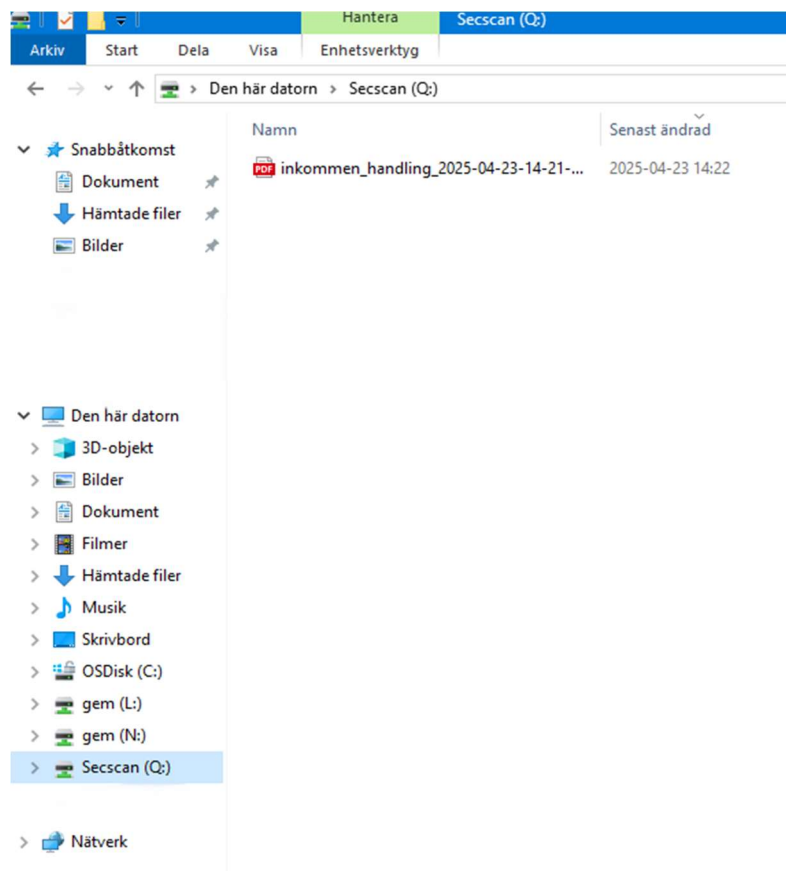 Hantera Secscan (Q:)
Arkiv Start Dela Visa Enhetsverktyg
Den här datorn > Secscan (Q:)
Namn Senast ändrad
Snabbåtkomst
PDF inkommen_handling_2025-04-23-14-21-... 2025-04-23 14:22
Dokument
Hämtade filer
Bilder
Den här datorn
3D-objekt
Bilder
Dokument
Filmer
Hämtade filer
Musik
Skrivbord
OSDisk (C:)
gem (L:)
gem (N:)
Secscan (Q:)
Nätverk